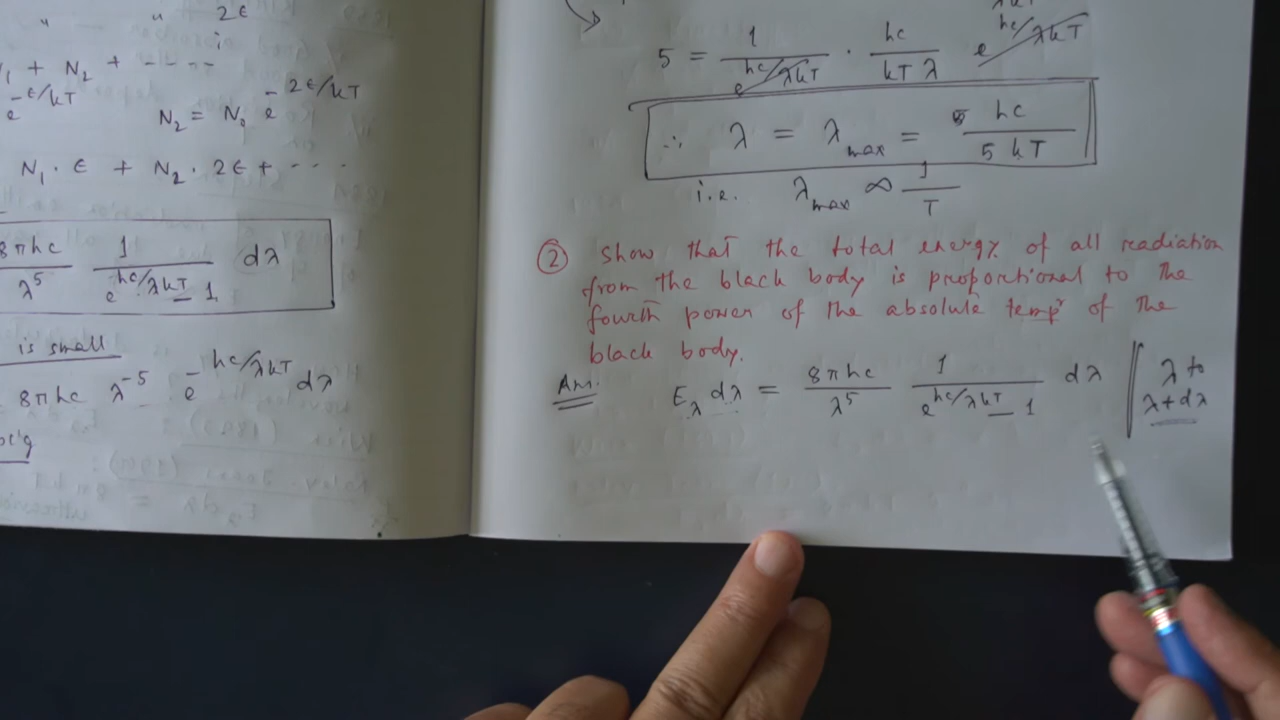 " " 2ϵ
N₁ + N₂ + - - - - -
e^{-ϵ/kT} N₂ = N₀ e^{-2ϵ/kT}
N₁ · ϵ + N₂ · 2ϵ + - - -
8πhc/λ⁵ 1/(e^{hc/λkT} - 1) dλ
is small
8πhc λ⁻⁵ e^{-hc/λkT} dλ
5 = 1/e^{hc/λkT} · hc/kTλ e^{hc/λkT}
∴ λ = λmax = hc/5kT
i.e. λmax ∞ 1/T
② Show that the total energy of all radiation
from the black body is proportional to the
fourth power of the absolute tempʳ of the
black body.
Ans. E_λ dλ = 8πhc/λ⁵ 1/(e^{hc/λkT} - 1) dλ λ to
λ+dλ